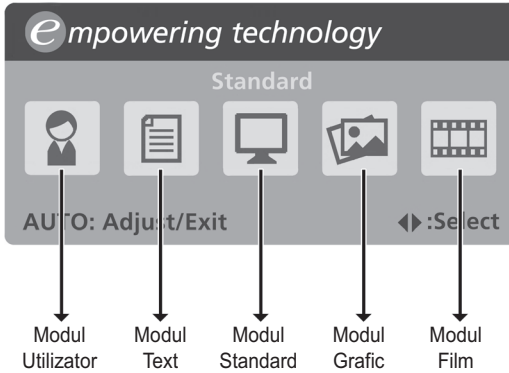 empowering technology
Standard
AUTO: Adjust/Exit ◀▶:Select
Modul Utilizator
Modul Text
Modul Standard
Modul Grafic
Modul Film